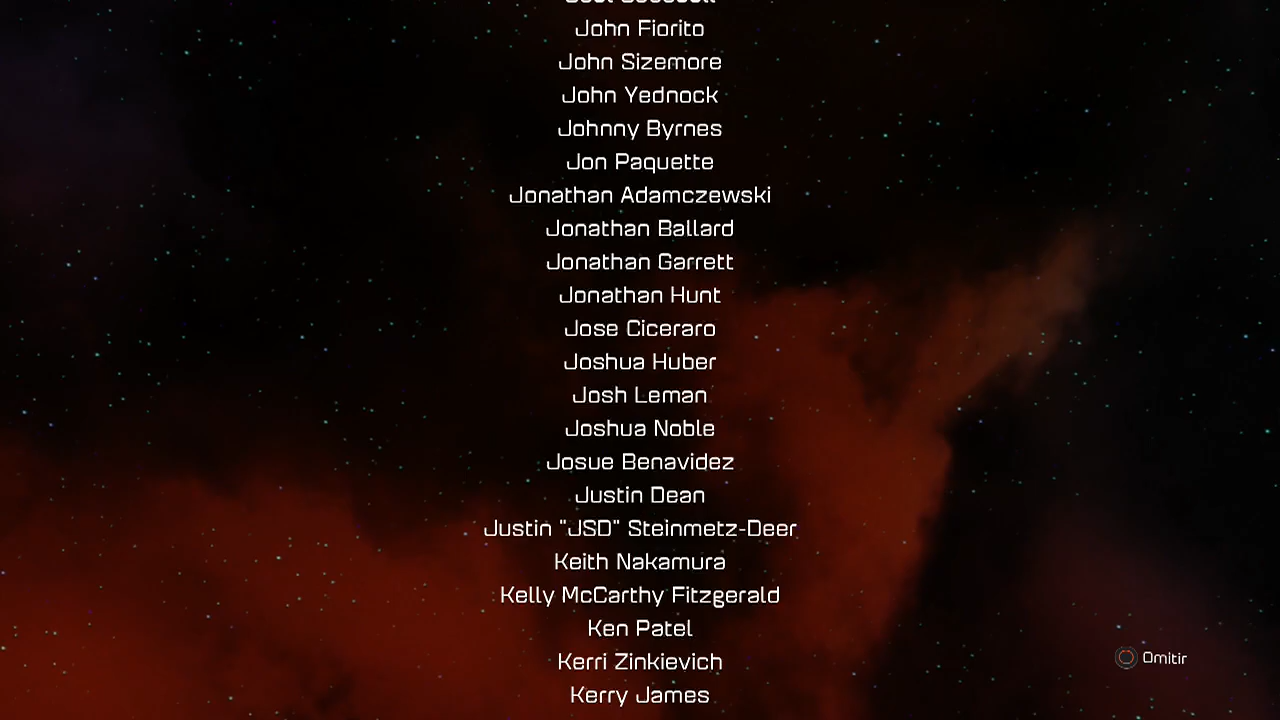 John Fiorito
John Sizemore
John Yednock
Johnny Byrnes
Jon Paquette
Jonathan Adamczewski
Jonathan Ballard
Jonathan Garrett
Jonathan Hunt
Jose Ciceraro
Joshua Huber
Josh Leman
Joshua Noble
Josue Benavidez
Justin Dean
Justin "JSD" Steinmetz-Deer
Keith Nakamura
Kelly McCarthy Fitzgerald
Ken Patel
Kerri Zinkievich
Omitir
Kerry James